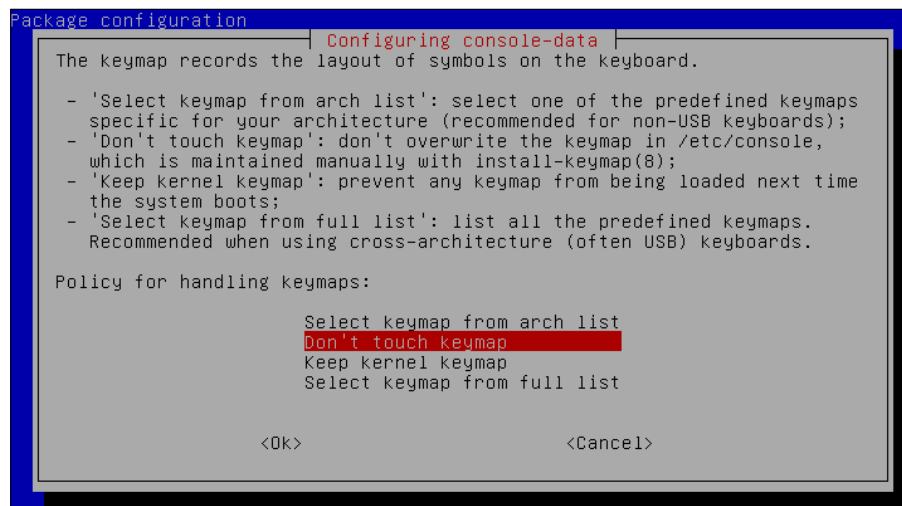 Package configuration
Configuring console-data
The keymap records the layout of symbols on the keyboard.
- 'Select keymap from arch list': select one of the predefined keymaps
specific for your architecture (recommended for non-USB keyboards);
- 'Don't touch keymap': don't overwrite the keymap in /etc/console,
which is maintained manually with install-keymap(8);
- 'Keep kernel keymap': prevent any keymap from being loaded next time
the system boots;
- 'Select keymap from full list': list all the predefined keymaps.
Recommended when using cross-architecture (often USB) keyboards.
Policy for handling keymaps:
Select keymap from arch list
Don't touch keymap
Keep kernel keymap
Select keymap from full list
<Ok> <Cancel>